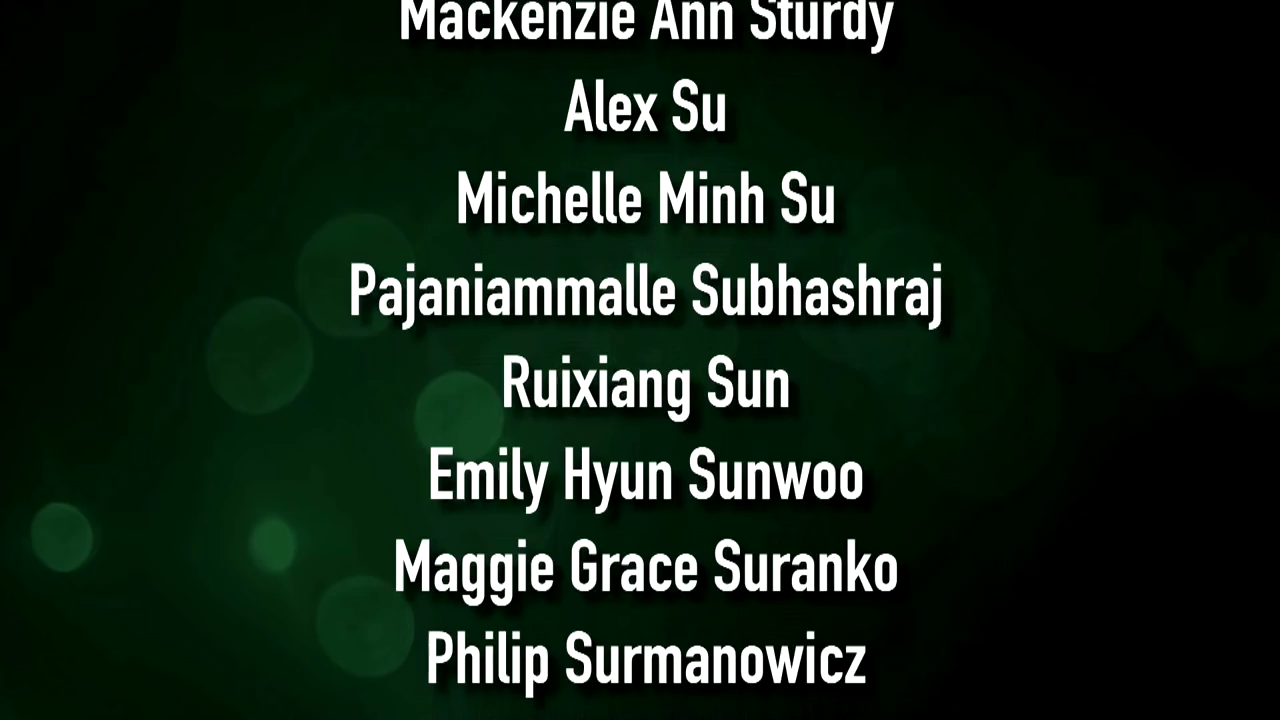 Mackenzie Ann Sturdy
Alex Su
Michelle Minh Su
Pajaniammalle Subhashraj
Ruixiang Sun
Emily Hyun Sunwoo
Maggie Grace Suranko
Philip Surmanowicz